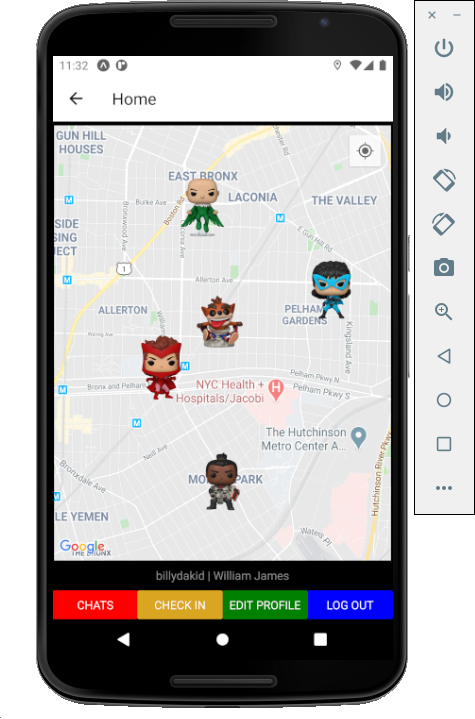 11:32
Home
GUN HILL
HOUSES
EAST BRONX
LACONIA
THE VALLEY
Burke Ave
Boston Rd
Bronxwood Ave
E Gun Hill Rd
SIDE
SING
JECT
1
Allerton Ave
ALLERTON
PELHAM
GARDENS
Waring Ave
Kingsland Ave
Pelham Pkwy N
Bronx and Pelham
Pelham Pkwy S
NYC Health +
Hospitals/Jacobi
H
The Hutchinson
Metro Center A...
Neill Ave
Bronxdale Ave
MO
PARK
Hutchinson River Pkwy
LE YEMEN
Waters Pl
Google
THE BRONX
billydakid | William James
CHATS
CHECK IN
EDIT PROFILE
LOG OUT